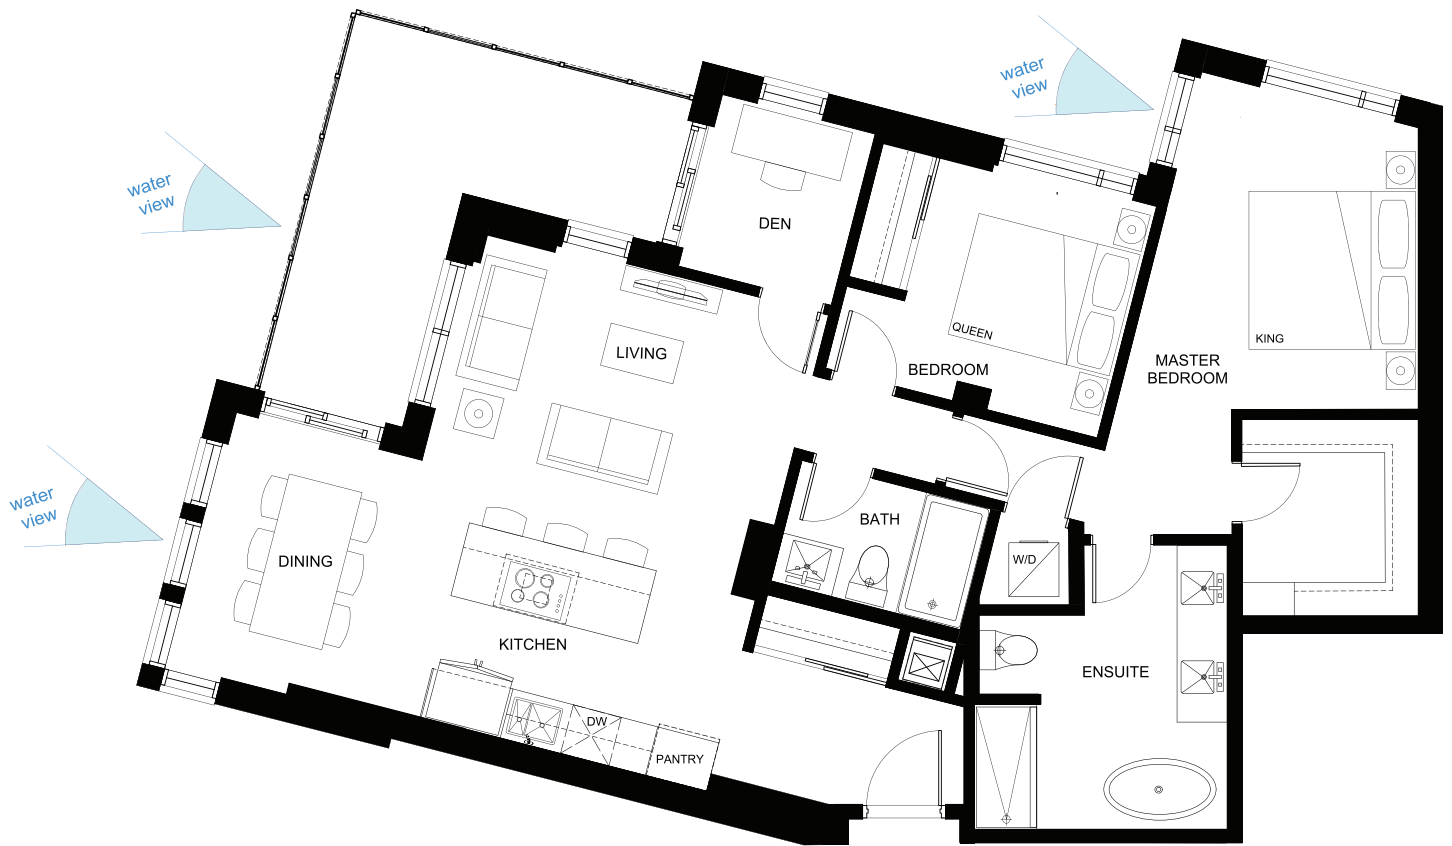 water
view
water
view
DEN
QUEEN
KING
LIVING
BEDROOM
MASTER
BEDROOM
water
view
BATH
DINING
W/D
KITCHEN
ENSUITE
DW
PANTRY